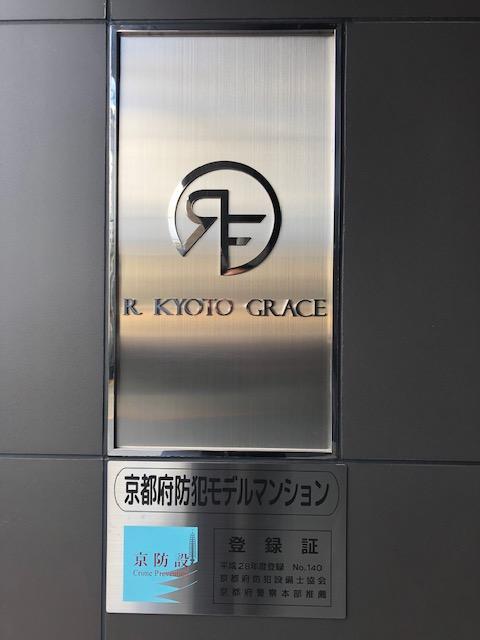 RF
R. KYOTO GRACE
京都府防犯モデルマンション
京防設
Crime Prevention
登録証
平成28年度登録 No.140
京都府防犯設備士協会
京都府警察本部推薦